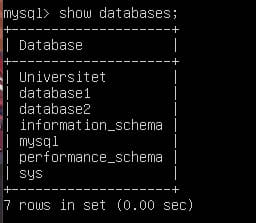 mysql> show databases;
+--------------------+
| Database           |
+--------------------+
| Universitet        |
| database1          |
| database2          |
| information_schema |
| mysql              |
| performance_schema |
| sys                |
+--------------------+
7 rows in set (0.00 sec)